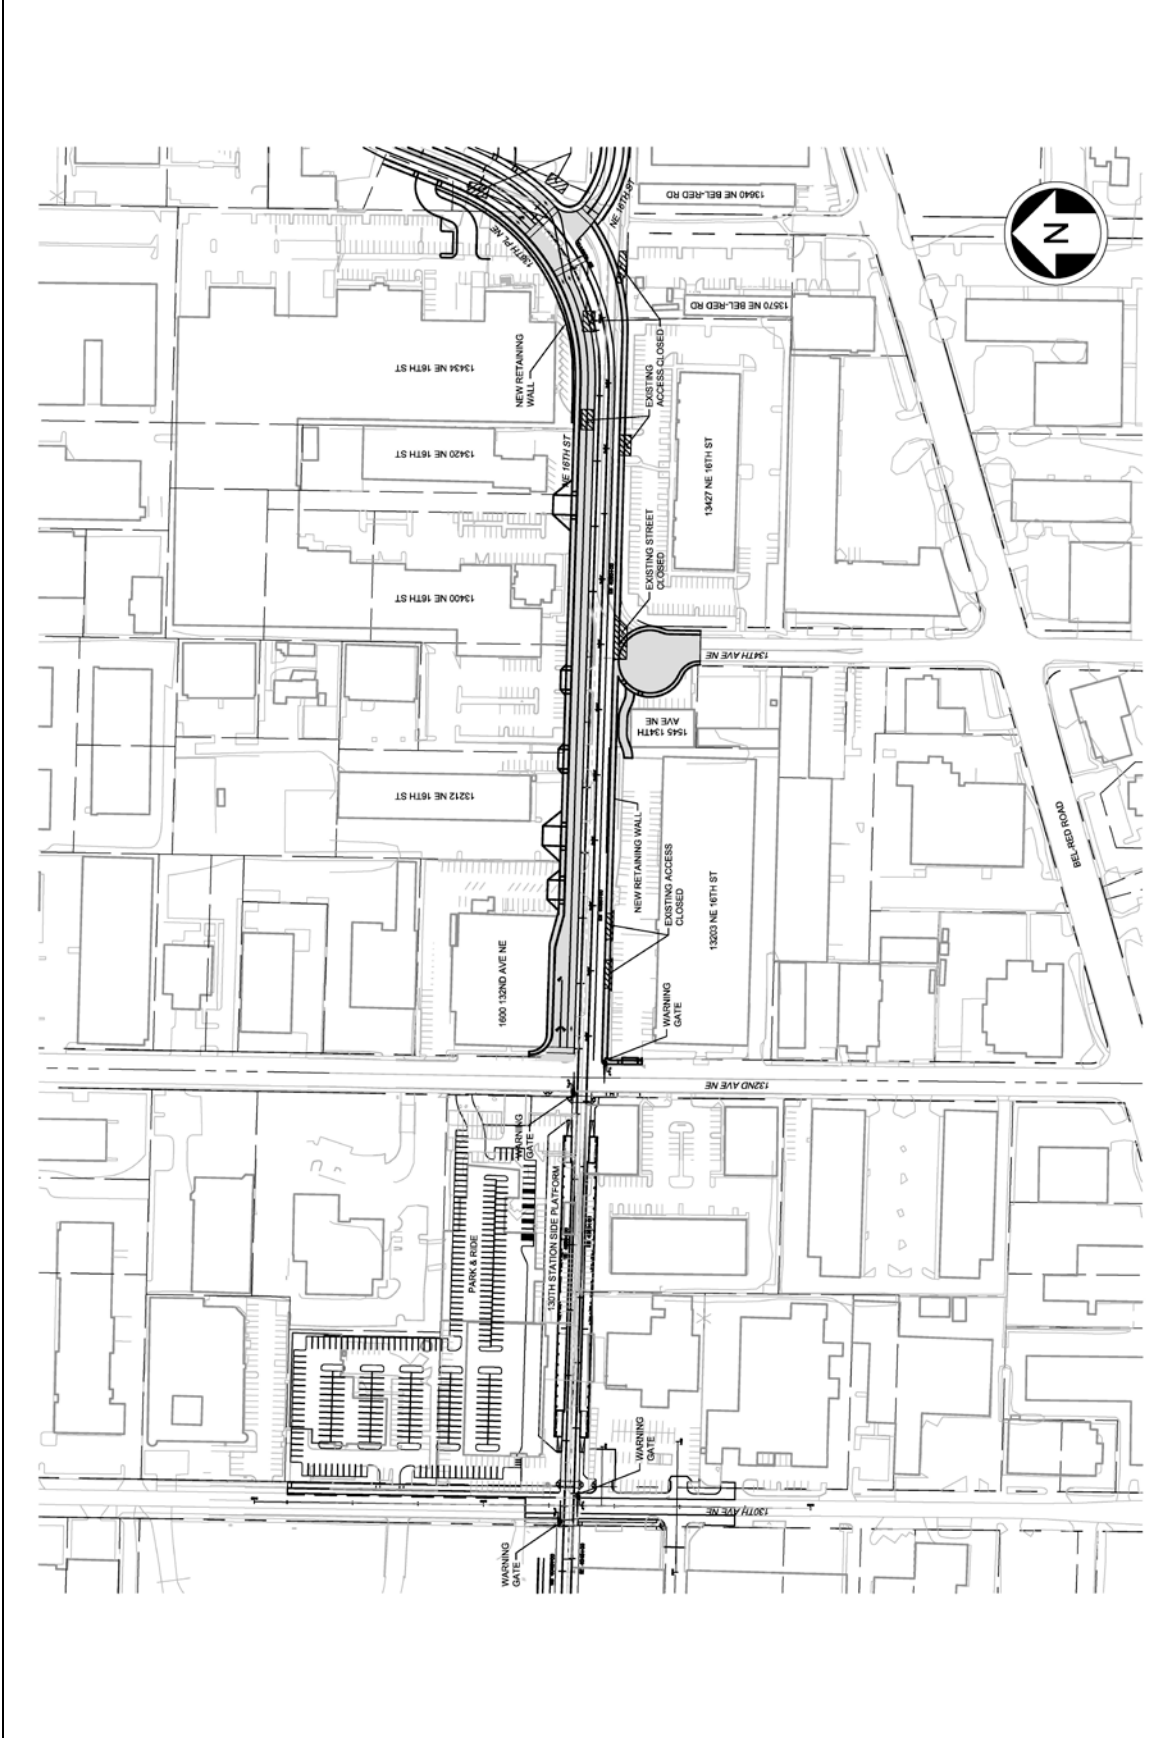 13640 NE BEL-RED RD
NE 16TH ST
136TH PL NE
N
13570 NE BEL-RED RD
13434 NE 16TH ST
NEW RETAINING
WALL
EXISTING
ACCESS CLOSED
13420 NE 16TH ST
NE 16TH ST
13427 NE 16TH ST
EXISTING STREET
CLOSED
13400 NE 16TH ST
134TH AVE NE
1545 134TH
AVE NE
13212 NE 16TH ST
NEW RETAINING WALL
BEL-RED ROAD
EXISTING ACCESS
CLOSED
13203 NE 16TH ST
1600 132ND AVE NE
WARNING
GATE
132ND AVE NE
WARNING
GATE
130TH STATION SIDE PLATFORM
PARK & RIDE
WARNING
GATE
130TH AVE NE
WARNING
GATE